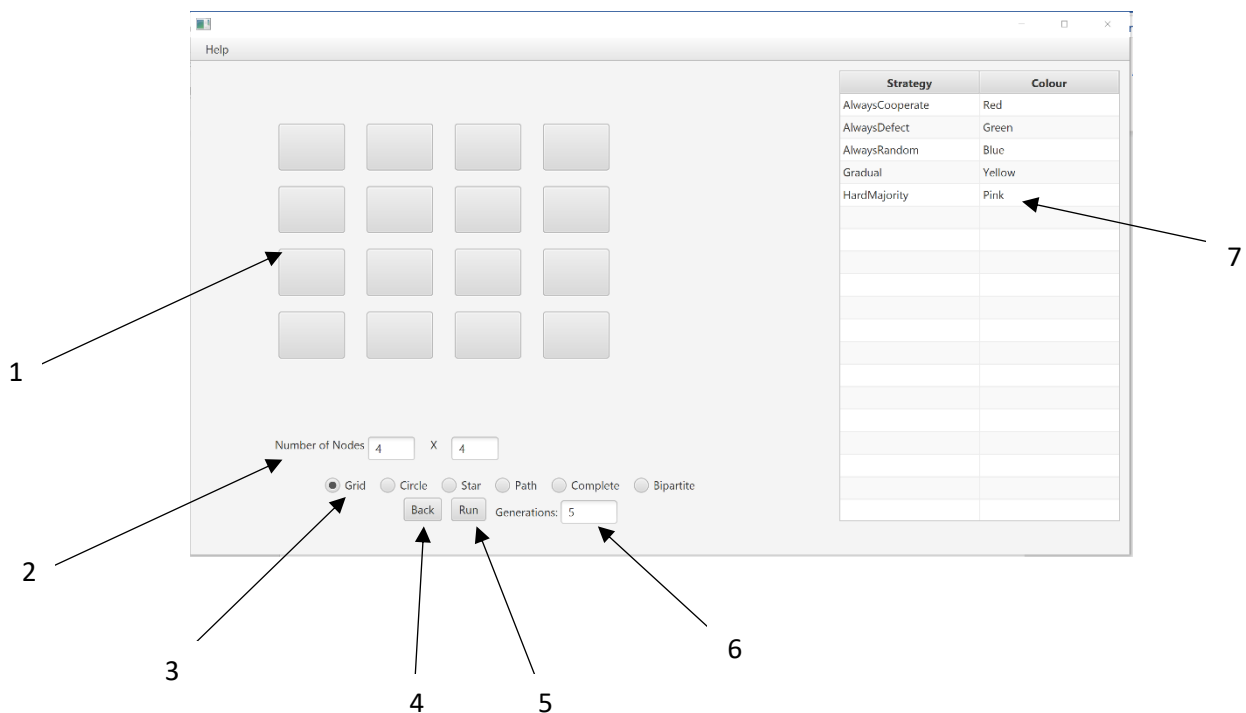 Help
Strategy Colour
AlwaysCooperate Red
AlwaysDefect Green
AlwaysRandom Blue
Gradual Yellow
HardMajority Pink
7
1
Number of Nodes 4 X 4
Grid Circle Star Path Complete Bipartite
Back Run Generations: 5
2
6
3
4
5